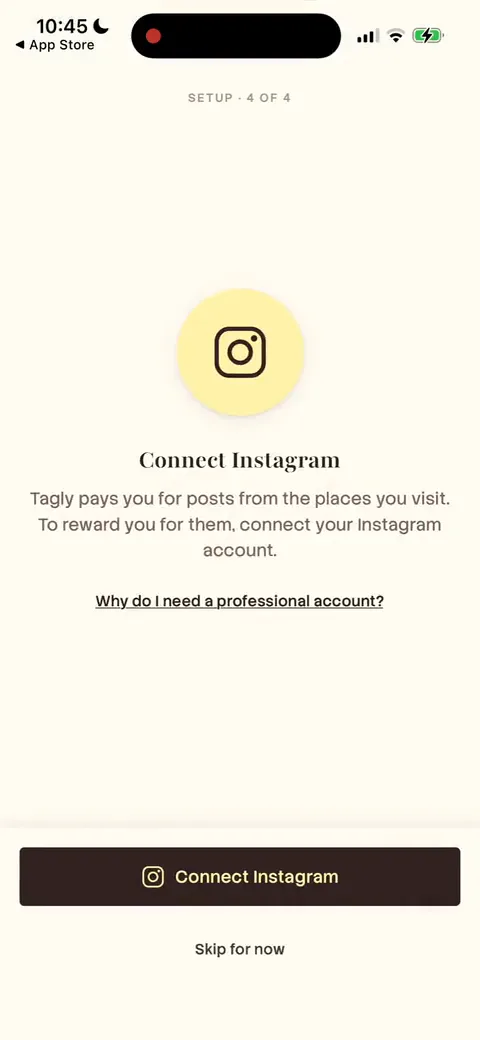 10:45
◀ App Store
SETUP · 4 OF 4
Connect Instagram
Tagly pays you for posts from the places you visit.
To reward you for them, connect your Instagram
account.
Why do I need a professional account?
Connect Instagram
Skip for now